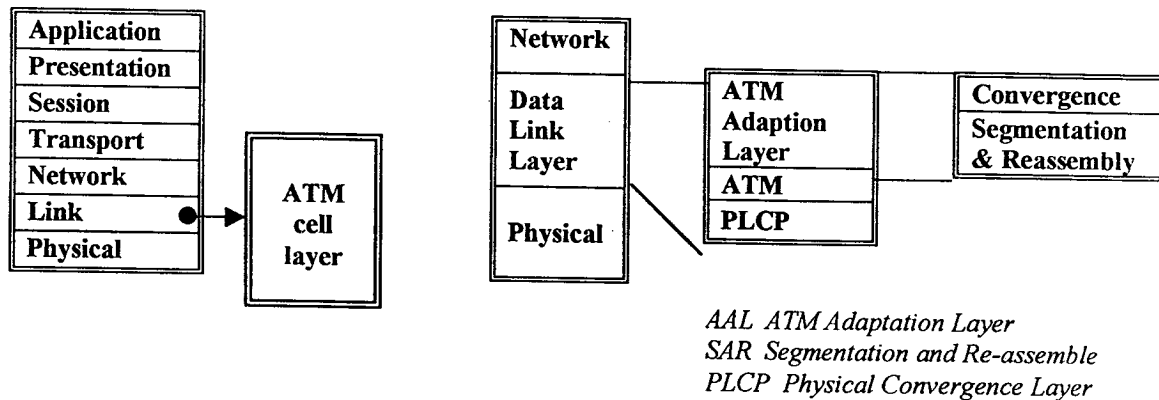 Application
Presentation
Session
Transport
Network
Link
Physical
ATM
cell
layer
Network
Data
Link
Layer
Physical
ATM
Adaption
Layer
ATM
PLCP
Convergence
Segmentation
& Reassembly
AAL ATM Adaptation Layer
SAR Segmentation and Re-assemble
PLCP Physical Convergence Layer